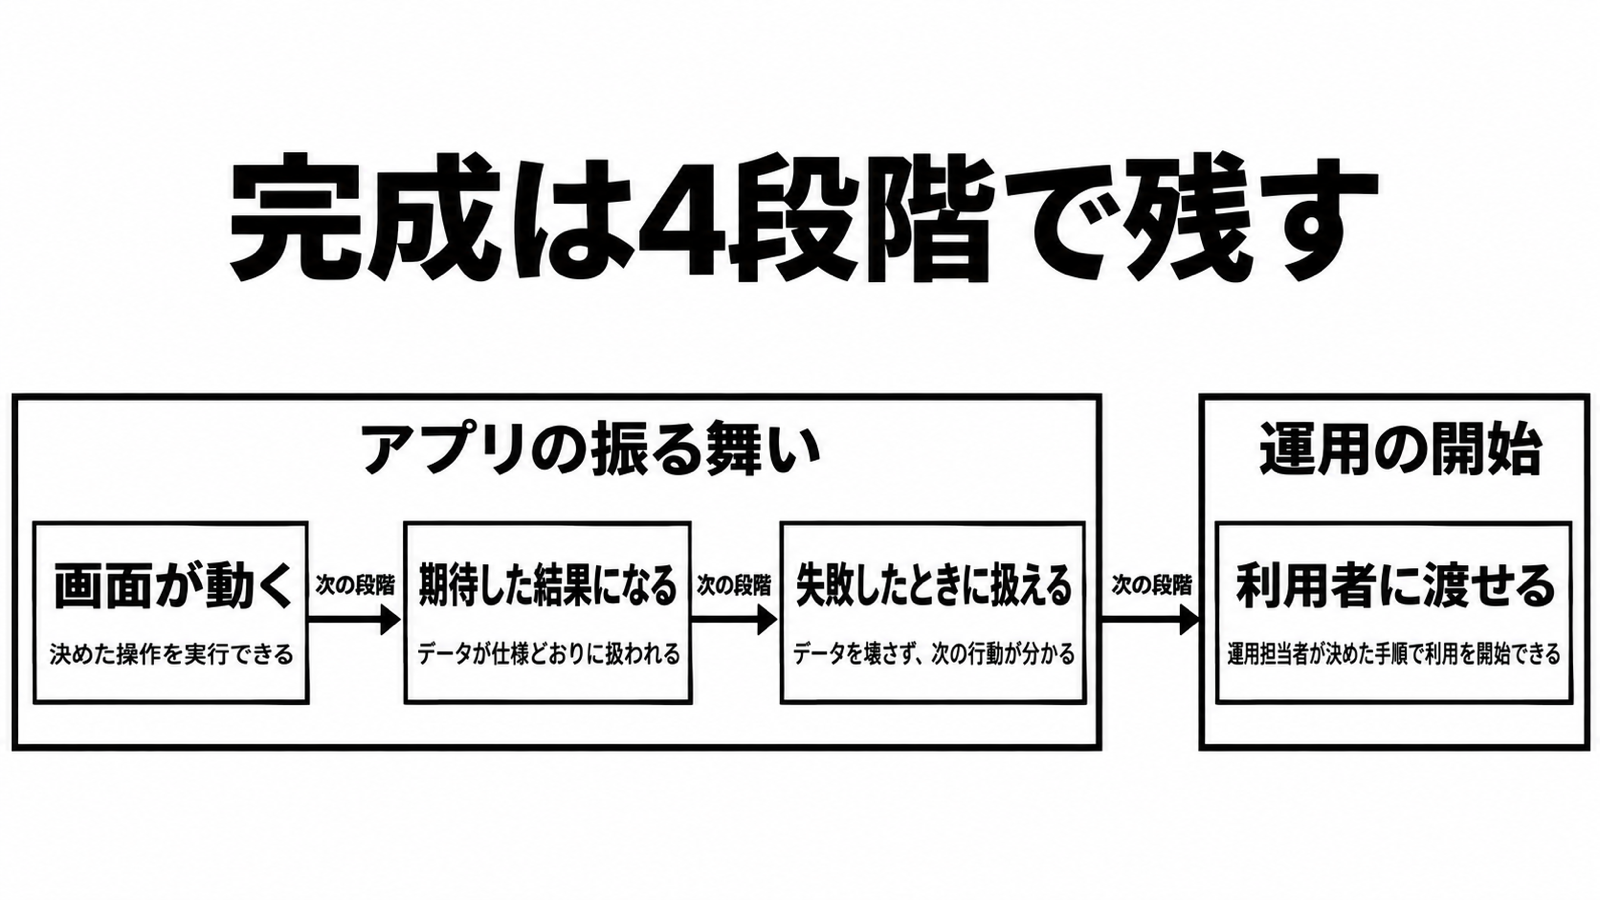 完成は4段階で残す
アプリの振る舞い
画面が動く
決めた操作を実行できる
次の段階
期待した結果になる
データが仕様どおりに扱われる
次の段階
失敗したときに扱える
データを壊さず、次の行動が分かる
次の段階
運用の開始
利用者に渡せる
運用担当者が決めた手順で利用を開始できる